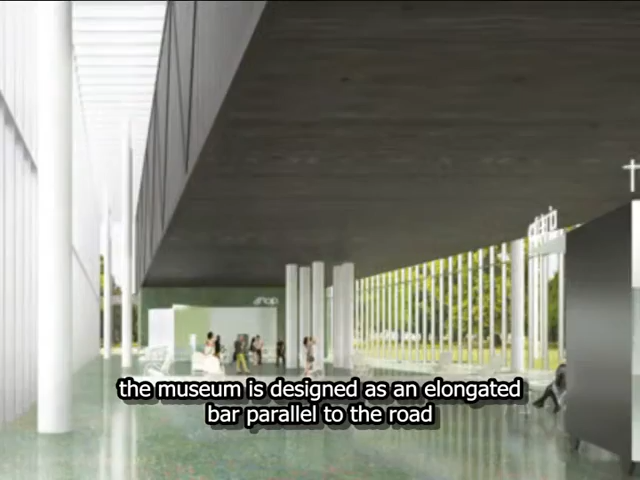 shop
the museum is designed as an elongated
bar parallel to the road